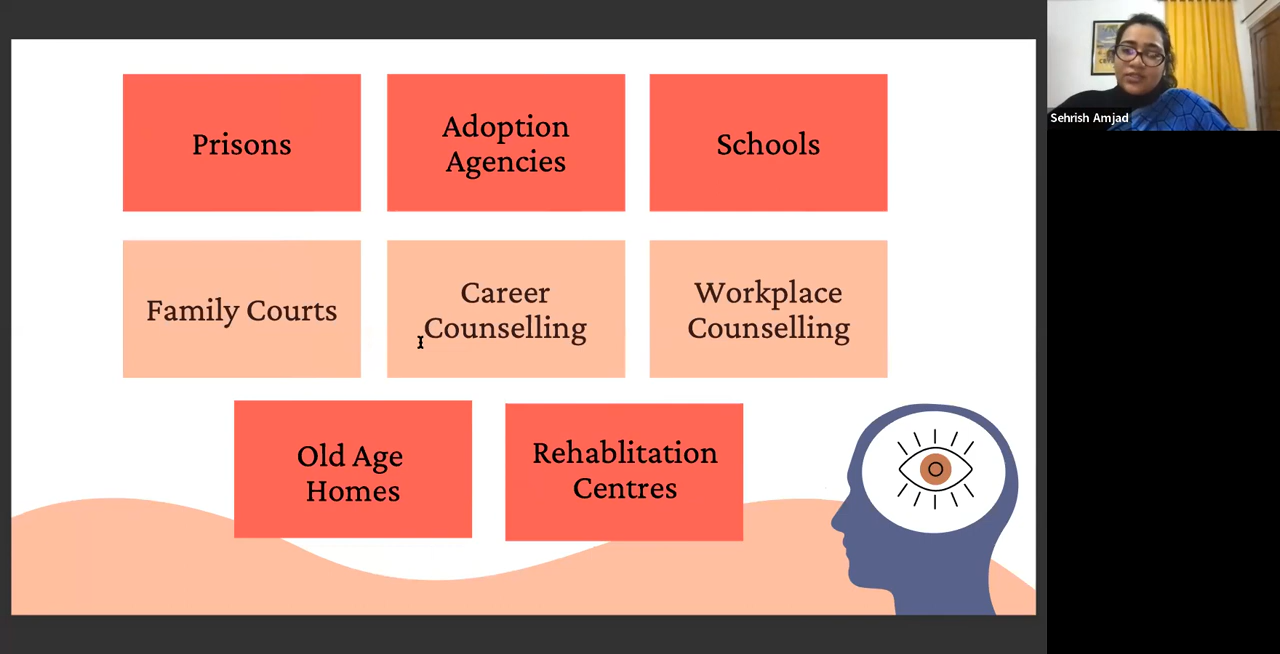 Prisons
Adoption
Agencies
Schools
Family Courts
Career
Counselling
Workplace
Counselling
Old Age
Homes
Rehablitation
Centres
Sehrish Amjad